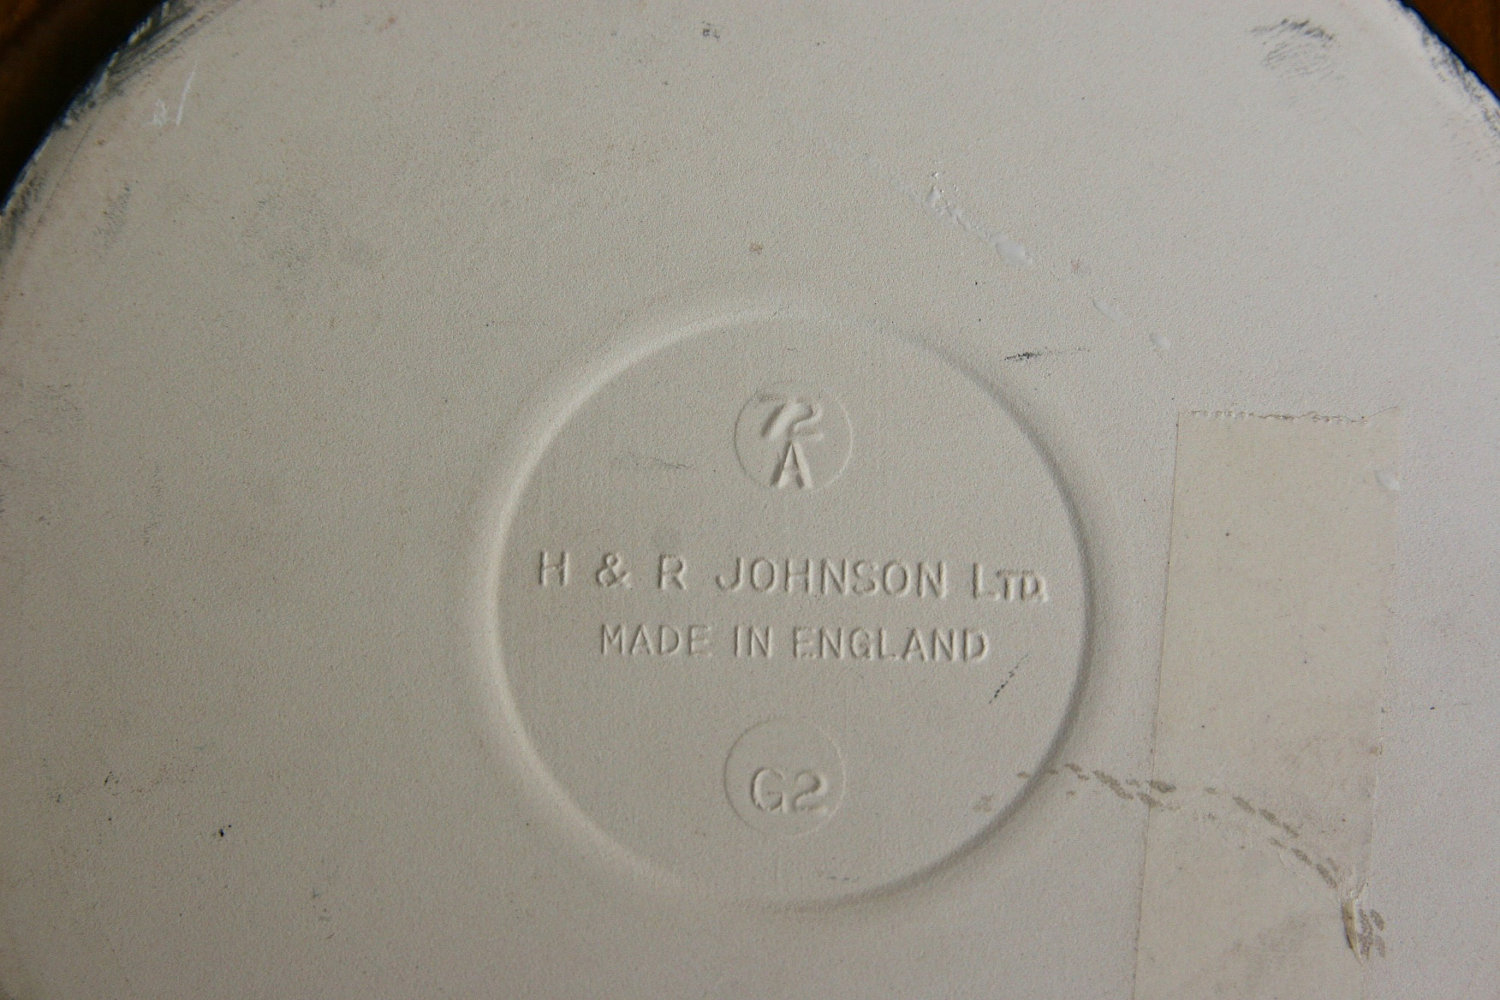 72
A
H & R JOHNSON LTD.
MADE IN ENGLAND
G2